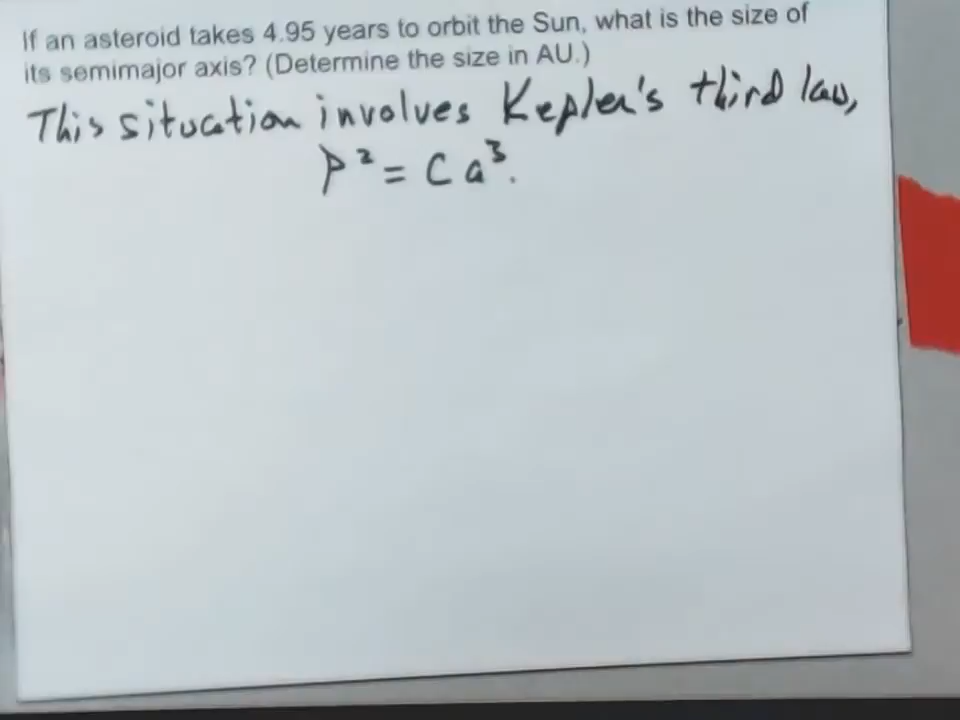 If an asteroid takes 4.95 years to orbit the Sun, what is the size of
its semimajor axis? (Determine the size in AU.)
This situation involves Kepler's third law,
P² = C a³.